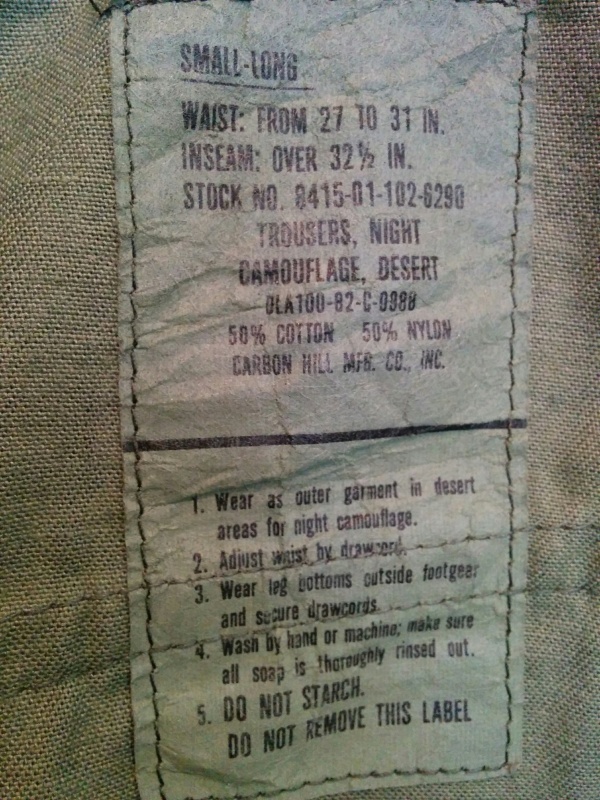 SMALL-LONG
WAIST: FROM 27 TO 31 IN.
INSEAM: OVER 32½ IN.
STOCK NO. 8415-01-102-6290
TROUSERS, NIGHT
CAMOUFLAGE, DESERT
DLA100-82-C-0988
50% COTTON 50% NYLON
CARBON HILL MFG. CO., INC.
1. Wear as outer garment in desert
areas for night camouflage.
2. Adjust waist by drawcord.
3. Wear leg bottoms outside footgear
and secure drawcords
4. Wash by hand or machine; make sure
all soap is thoroughly rinsed out.
5. DO NOT STARCH.
DO NOT REMOVE THIS LABEL